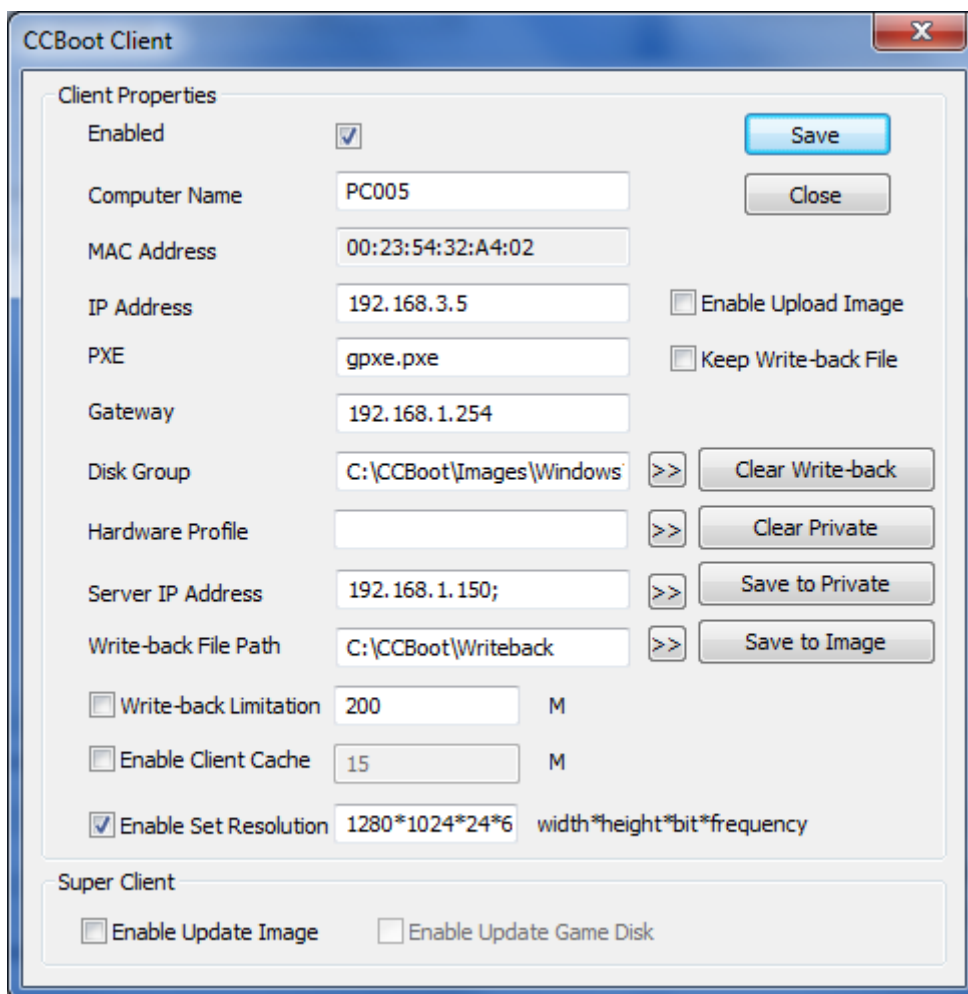 CCBoot Client
Client Properties
Enabled
Save
Computer Name PC005
Close
MAC Address 00:23:54:32:A4:02
IP Address 192.168.3.5 Enable Upload Image
PXE gpxe.pxe Keep Write-back File
Gateway 192.168.1.254
Disk Group C:\CCBoot\Images\Windows >> Clear Write-back
Hardware Profile >> Clear Private
Server IP Address 192.168.1.150; >> Save to Private
Write-back File Path C:\CCBoot\Writeback >> Save to Image
Write-back Limitation 200 M
Enable Client Cache 15 M
Enable Set Resolution 1280*1024*24*6 width*height*bit*frequency
Super Client
Enable Update Image Enable Update Game Disk